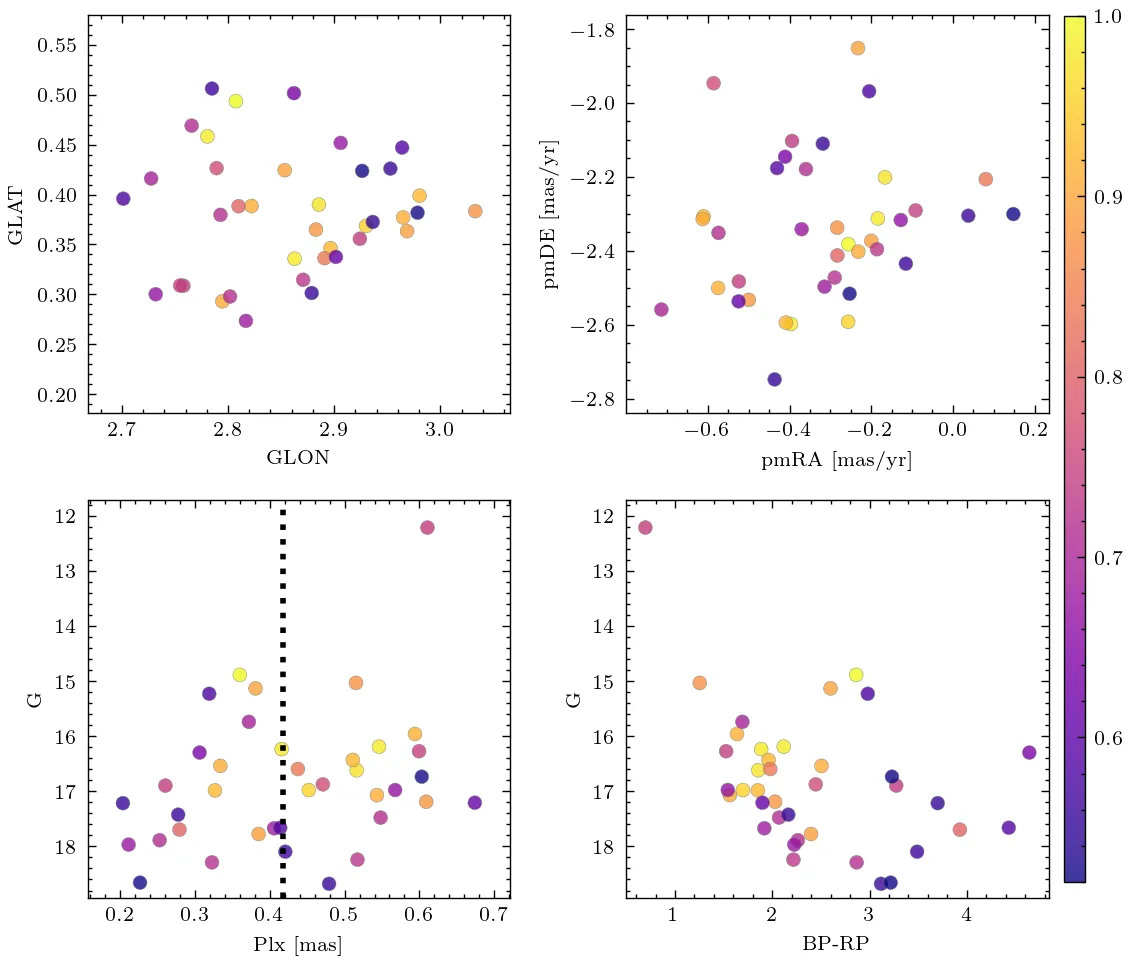 0.55
0.50
0.45
0.40
0.35
0.30
0.25
0.20
GLAT
2.7 2.8 2.9 3.0
GLON
−1.8
−2.0
−2.2
−2.4
−2.6
−2.8
pmDE [mas/yr]
−0.6 −0.4 −0.2 0.0 0.2
pmRA [mas/yr]
12
13
14
15
16
17
18
G
0.2 0.3 0.4 0.5 0.6 0.7
Plx [mas]
12
13
14
15
16
17
18
G
1 2 3 4
BP-RP
1.0
0.9
0.8
0.7
0.6